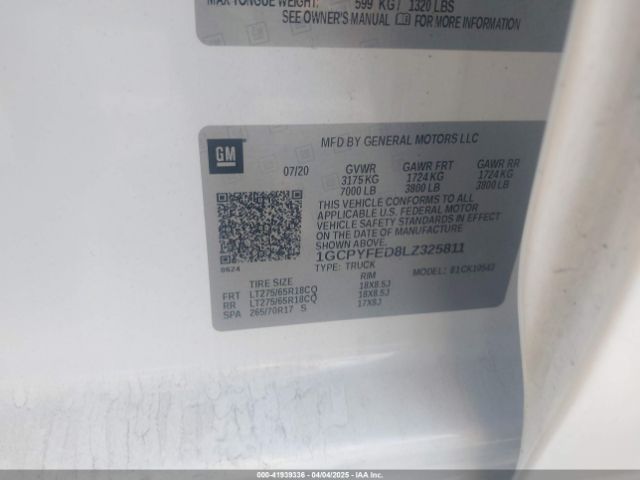 MAX TONGUE WEIGHT: 599 KG 1320 LBS
SEE OWNER'S MANUAL FOR MORE INFORMATION
GM
MFD BY GENERAL MOTORS LLC
07/20 GVWR GAWR FRT GAWR RR
3175 KG 1724 KG 1724 KG
7000 LB 3800 LB 3800 LB
THIS VEHICLE CONFORMS TO ALL
APPLICABLE U.S. FEDERAL MOTOR
VEHICLE SAFETY STANDARDS IN EFFECT
ON THE DATE OF MANUFACTURE
SHOWN ABOVE.
1GCPYFED8LZ325811
TYPE: TRUCK MODEL: 81CK10543
0624
TIRE SIZE RIM
FRT LT275/65R18CQ 18X8.5J
RR LT275/65R18CQ 18X8.5J
SPA 265/70R17 S 17X8J
000-41939336 - 04/04/2025 - IAAI.COM